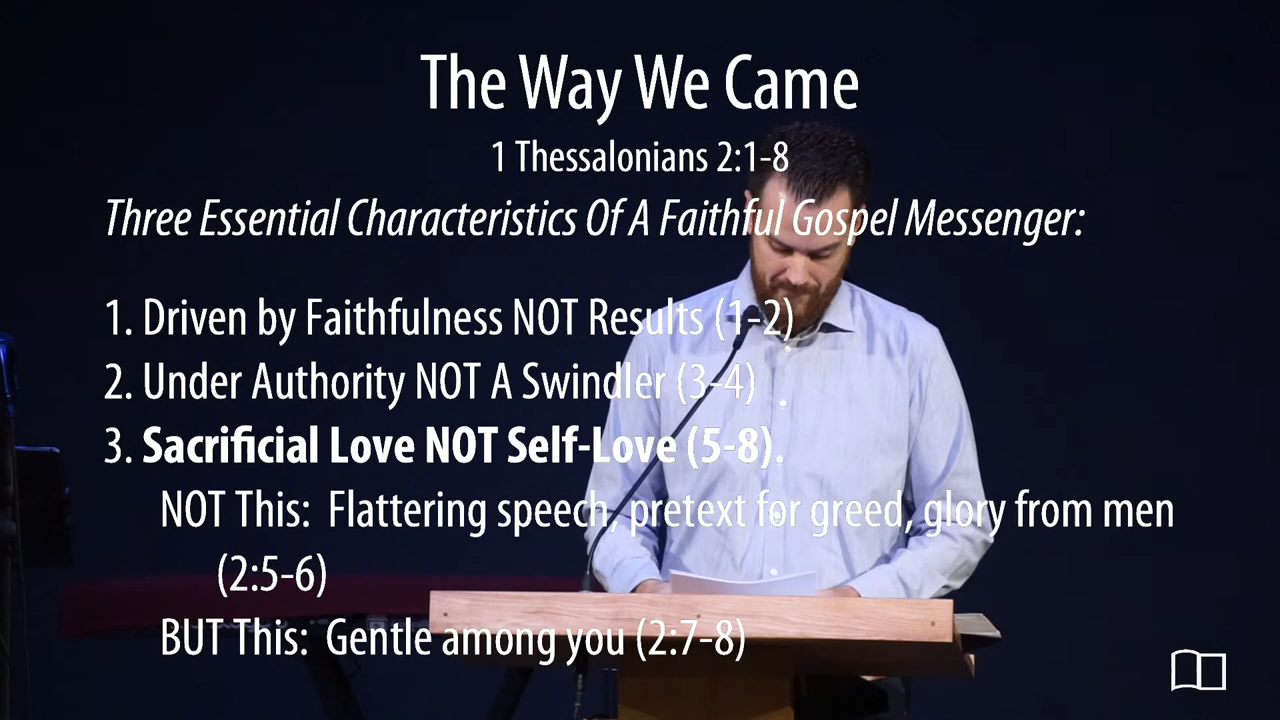 The Way We Came
1 Thessalonians 2:1-8
Three Essential Characteristics Of A Faithful Gospel Messenger:
1. Driven by Faithfulness NOT Results (1-2)
2. Under Authority NOT A Swindler (3-4)
3. Sacrificial Love NOT Self-Love (5-8).
NOT This:  Flattering speech, pretext for greed, glory from men
(2:5-6)
BUT This:  Gentle among you (2:7-8)